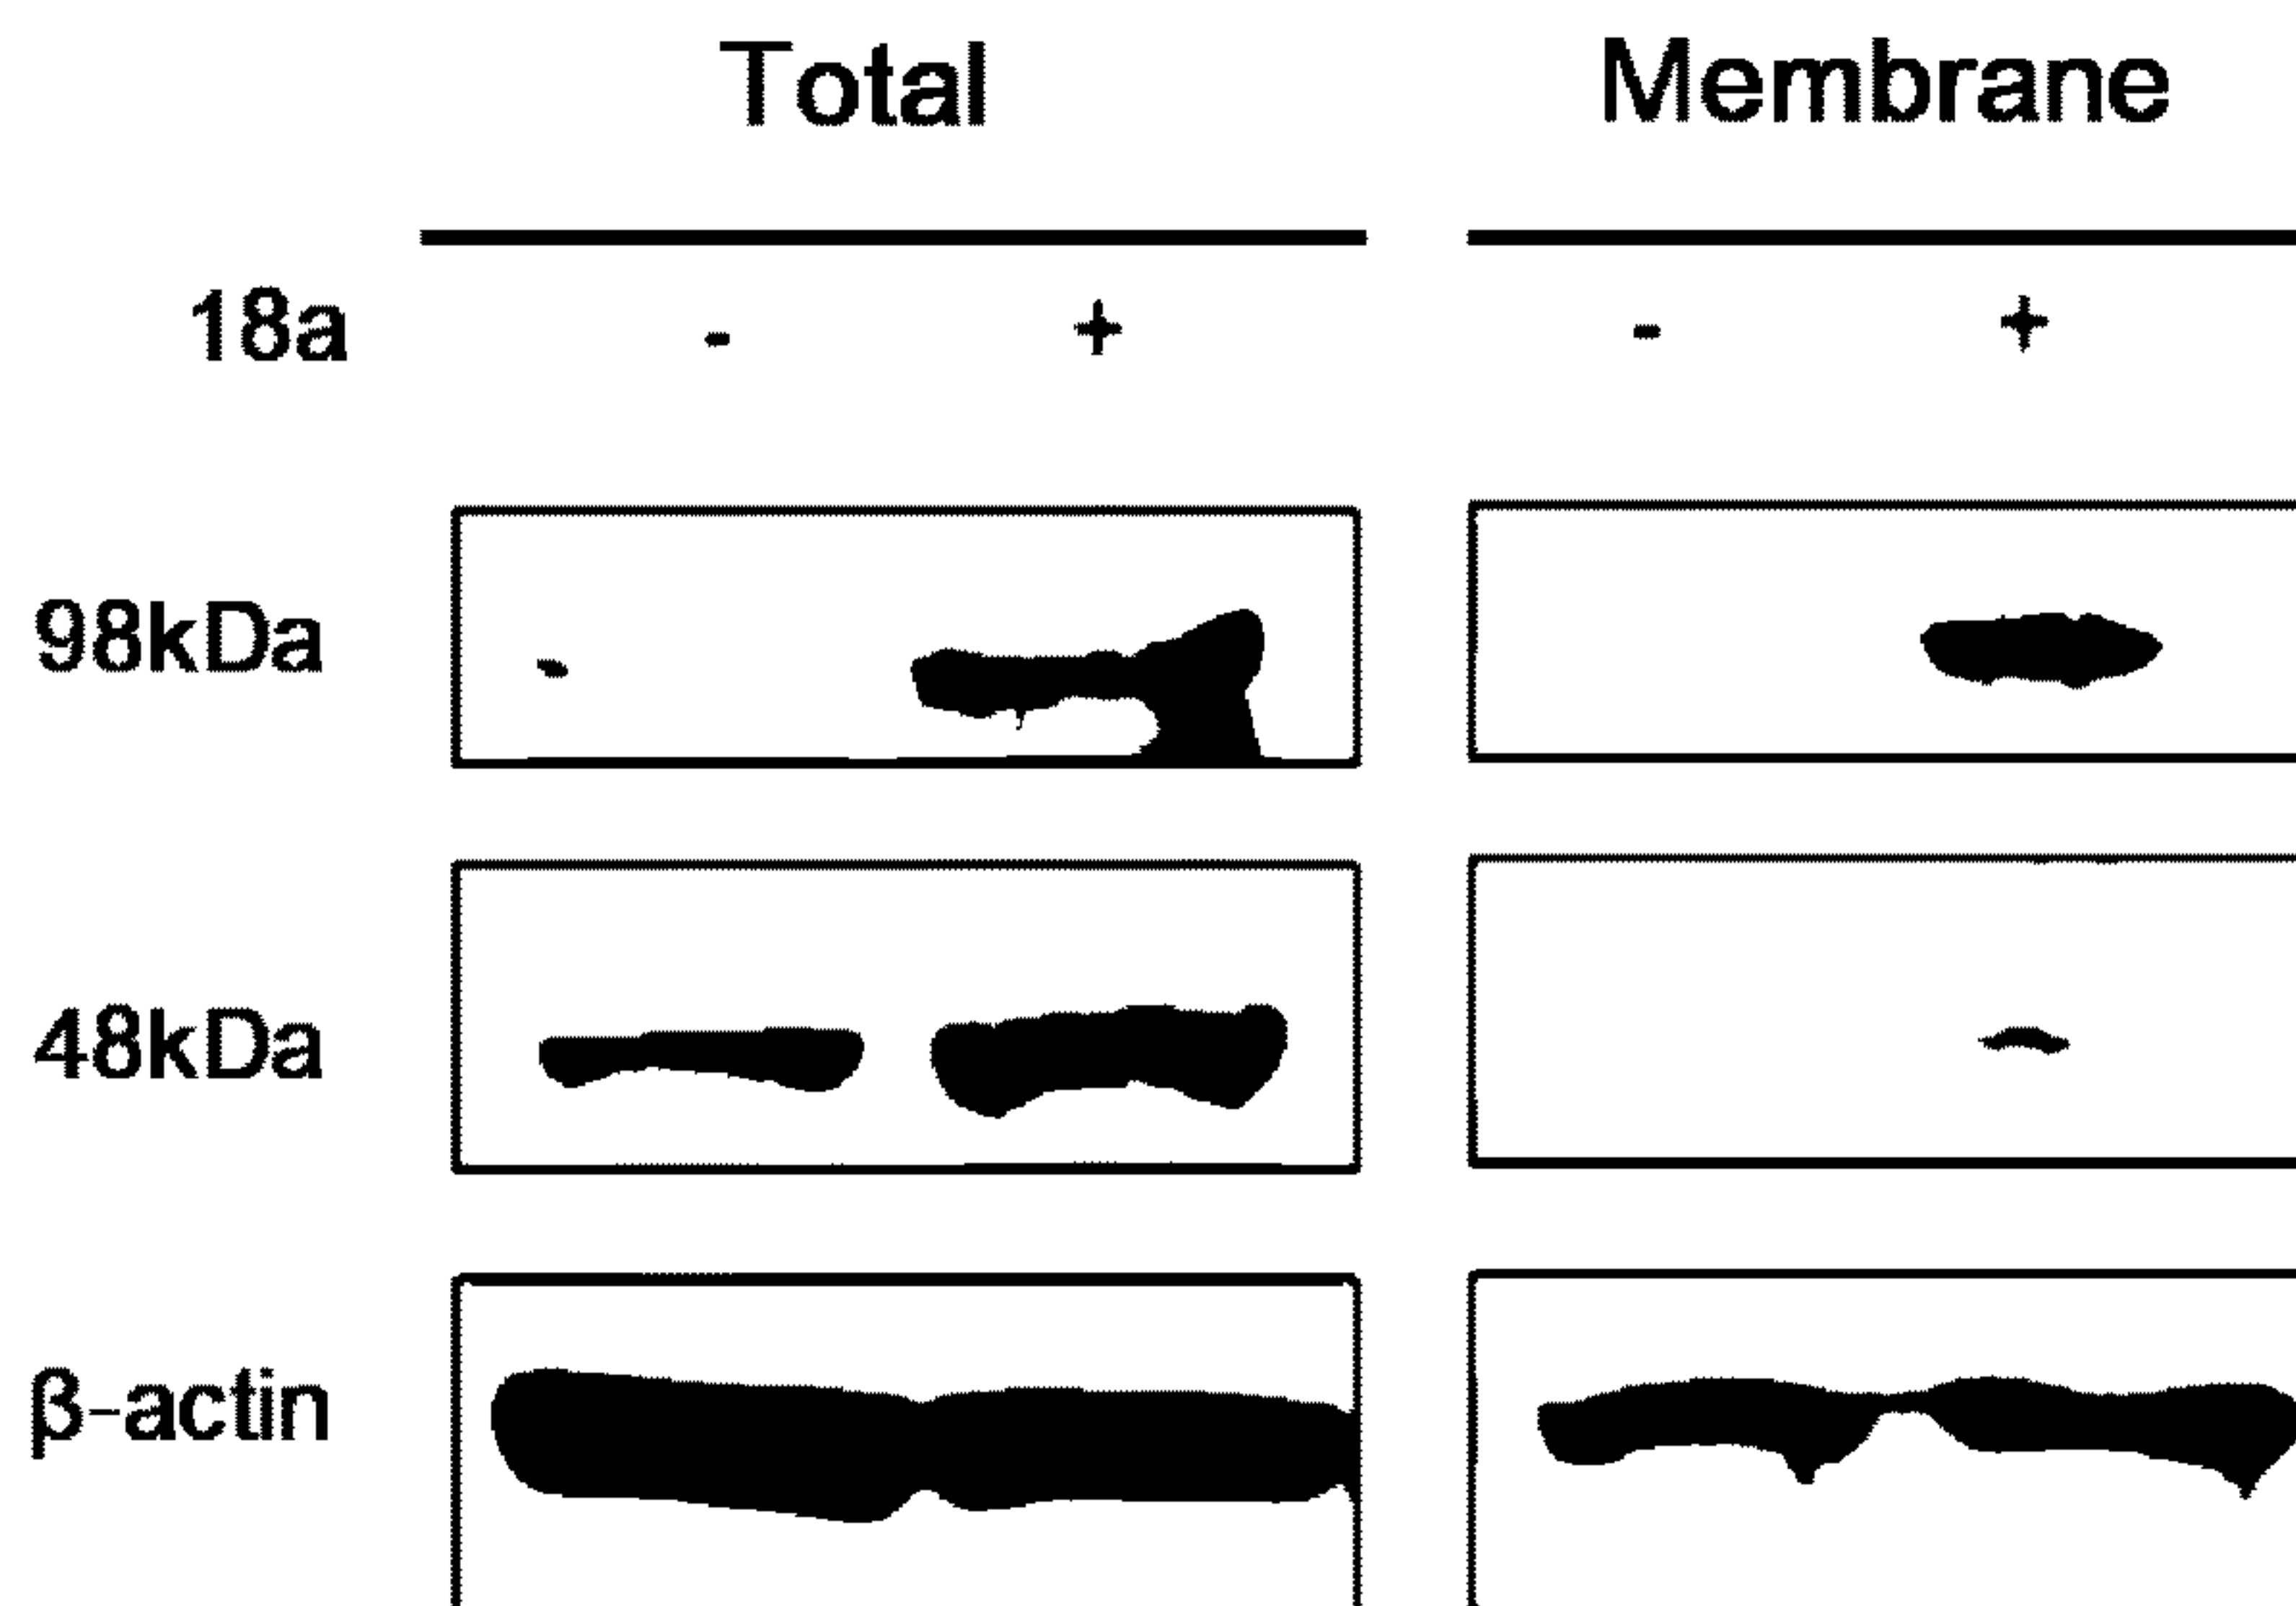 Total Membrane
18a - + - +
98kDa
48kDa
β-actin